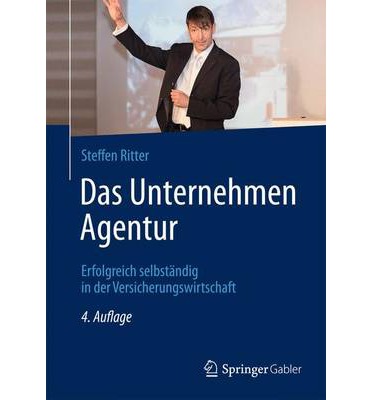 Steffen Ritter
Das Unternehmen
Agentur
Erfolgreich selbständig
in der Versicherungswirtschaft
4. Auflage
Springer Gabler